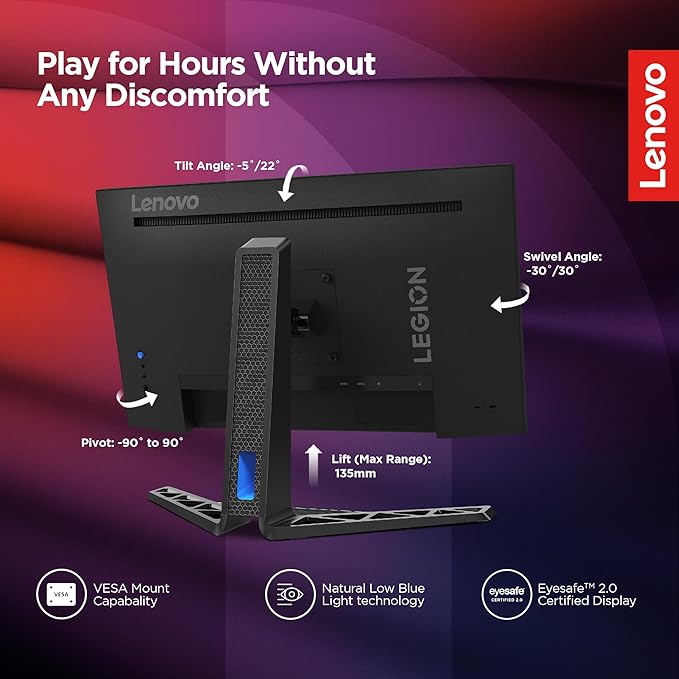 Play for Hours Without
Any Discomfort
Lenovo
Tilt Angle: -5°/22°
Lenovo
Swivel Angle:
-30°/30°
LEGION
Pivot: -90° to 90°
Lift (Max Range):
135mm
VESA
VESA Mount
Capabality
Natural Low Blue
Light technology
eyesafe®
CERTIFIED 2.0
Eyesafe™ 2.0
Certified Display